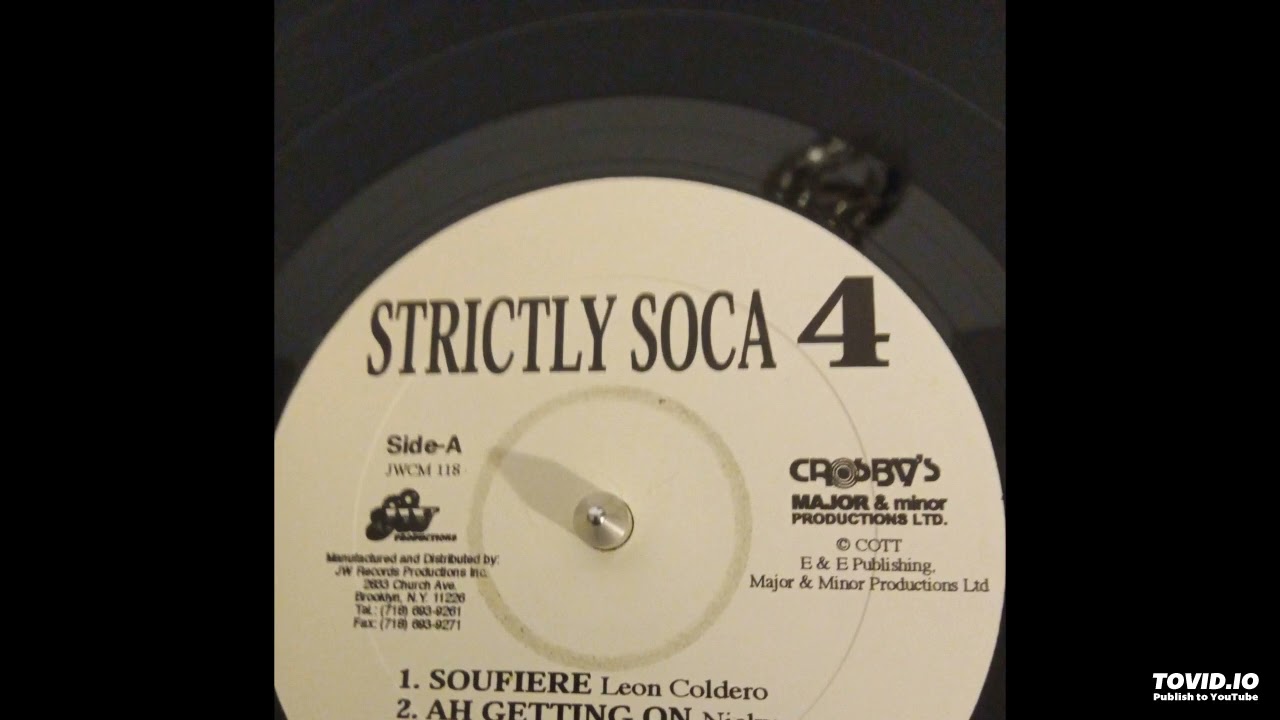 STRICTLY SOCA 4
Side-A
JWCM 118
JW
PRODUCTIONS
Manufactured and Distributed by:
JW Records Productions Inc.
2833 Church Ave.
Brooklyn, N.Y. 11226
Tel.: (718) 693-9261
Fax: (718) 693-9271
CROSBY'S
MAJOR & minor
PRODUCTIONS LTD.
© COTT
E & E Publishing.
Major & Minor Productions Ltd
1. SOUFIERE Leon Coldero
2. AH GETTING ON
TOVID.IO
Publish to YouTube